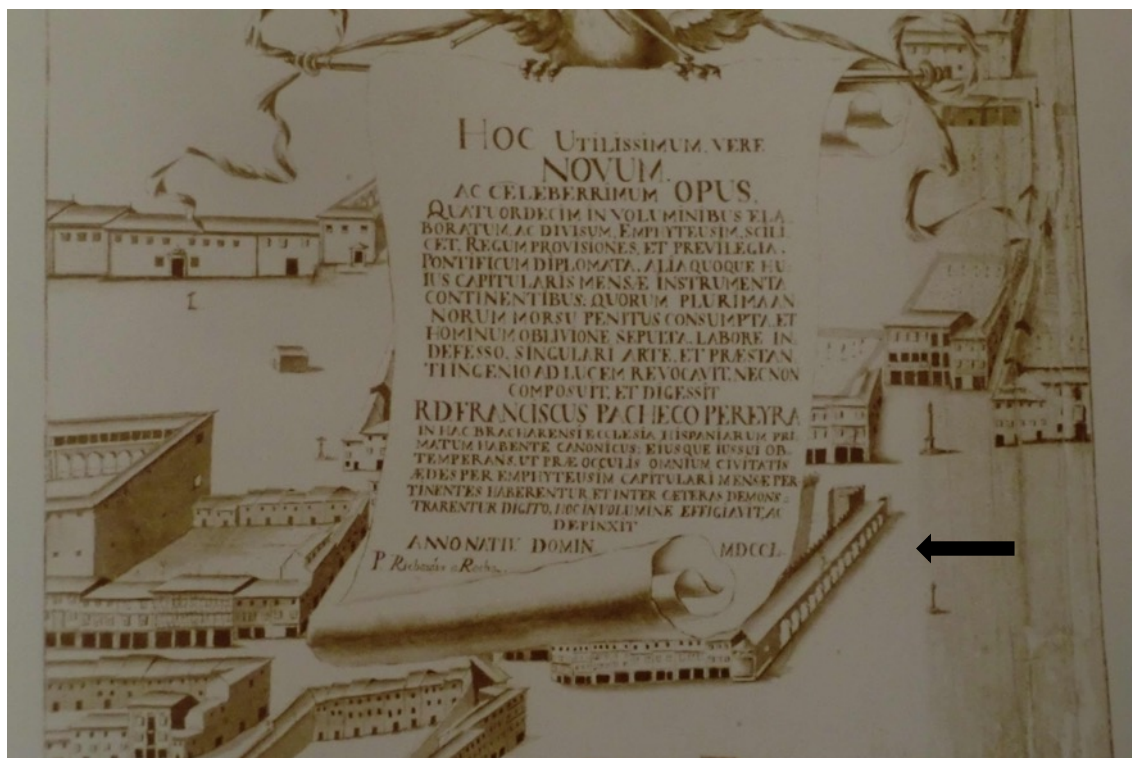 HOC UTILISSIMUM, VERE
NOVUM.
AC CELEBERRIMUM OPUS,
QUATUORDECIM IN VOLUMINIBUS ELA-
BORATUM, AC DIVISUM, EMPHYTEUSIM, SCILI-
CET, REGUM PROVISIONES, ET PREVILEGIA,
PONTIFICUM DIPLOMATA, ALIA QUOQUE HU-
IUS CAPITULARIS MENSÆ INSTRUMENTA
CONTINENTIBUS; QUORUM PLURIMA AN-
NORUM MORSU PENITUS CONSUMPTA, ET
HOMINUM OBLIVIONE SEPULTA, LABORE IN-
DEFESSO, SINGULARI ARTE, ET PRÆSTAN-
TI INGENIO AD LUCEM REVOCAVIT, NECNON
COMPOSUIT, ET DIGESSIT
R.D. FRANCISCUS PACHECO PEREYRA
IN HAC BRACHARENSI ECCLESIA HISPANIARUM PRI-
MATUM HABENTE CANONICUS; EIUSQUE IUSSUI OB-
TEMPERANS, UT PRÆ OCCULIS OMNIUM CIVITATIS
ÆDES PER EMPHYTEUSIM CAPITULARI MENSÆ PER-
TINENTES HABERENTUR, ET INTER CETERAS DEMONS-
TRARENTUR DIGITO, HOC IN VOLUMINE EFFIGIAVIT, AC
DEPINXIT
ANNO NATIV. DOMIN. MDCCL.
P. Ricardus a Rocha.